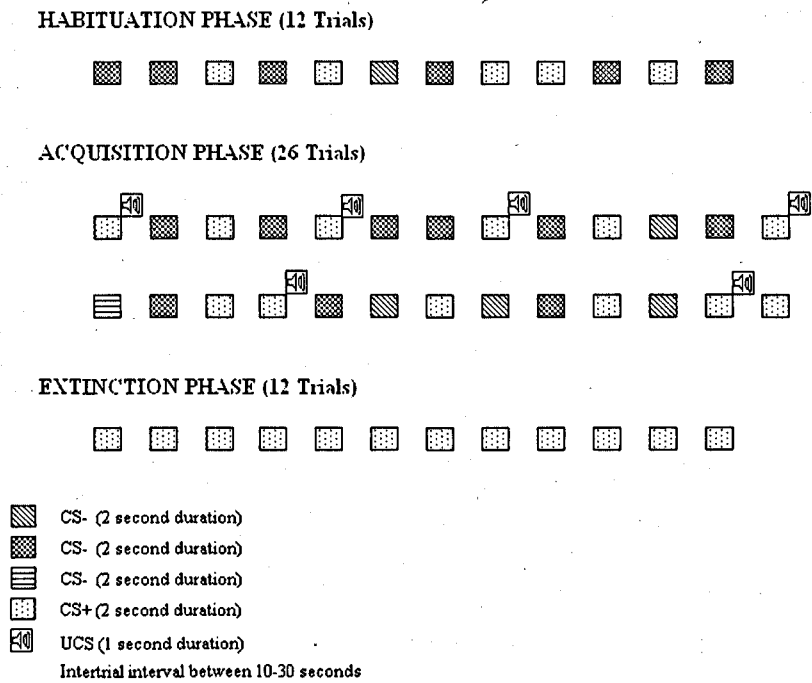 HABITUATION PHASE (12 Trials)
ACQUISITION PHASE (26 Trials)
EXTINCTION PHASE (12 Trials)
CS- (2 second duration)
CS- (2 second duration)
CS- (2 second duration)
CS+ (2 second duration)
UCS (1 second duration)
Intertrial interval between 10-30 seconds